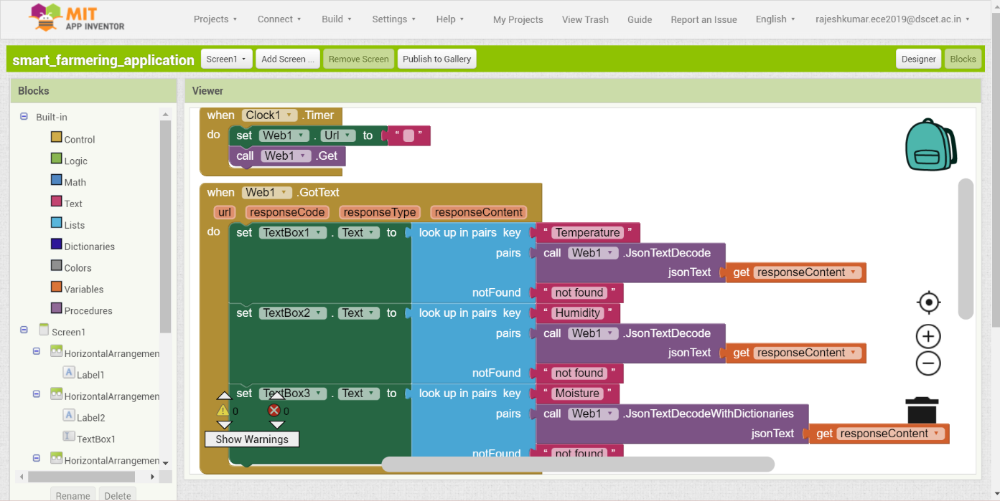 MIT
APP INVENTOR
Projects Connect Build Settings Help My Projects View Trash Guide Report an Issue English rajeshkumar.ece2019@dscet.ac.in
smart_farmering_application Screen1 Add Screen ... Remove Screen Publish to Gallery Designer Blocks
Blocks
Built-in
Control
Logic
Math
Text
Lists
Dictionaries
Colors
Variables
Procedures
Screen1
HorizontalArrangemen
Label1
HorizontalArrangemen
Label2
TextBox1
HorizontalArrangemen
Rename Delete
Viewer
when Clock1 .Timer
do set Web1 . Url to “ ”
call Web1 .Get
when Web1 .GotText
url responseCode responseType responseContent
do set TextBox1 . Text to look up in pairs key “ Temperature ”
pairs call Web1 .JsonTextDecode
jsonText get responseContent
notFound “ not found ”
set TextBox2 . Text to look up in pairs key “ Humidity ”
pairs call Web1 .JsonTextDecode
jsonText get responseContent
notFound “ not found ”
set TextBox3 . Text to look up in pairs key “ Moisture ”
pairs call Web1 .JsonTextDecodeWithDictionaries
jsonText get responseContent
notFound “ not found ”
0 0
Show Warnings